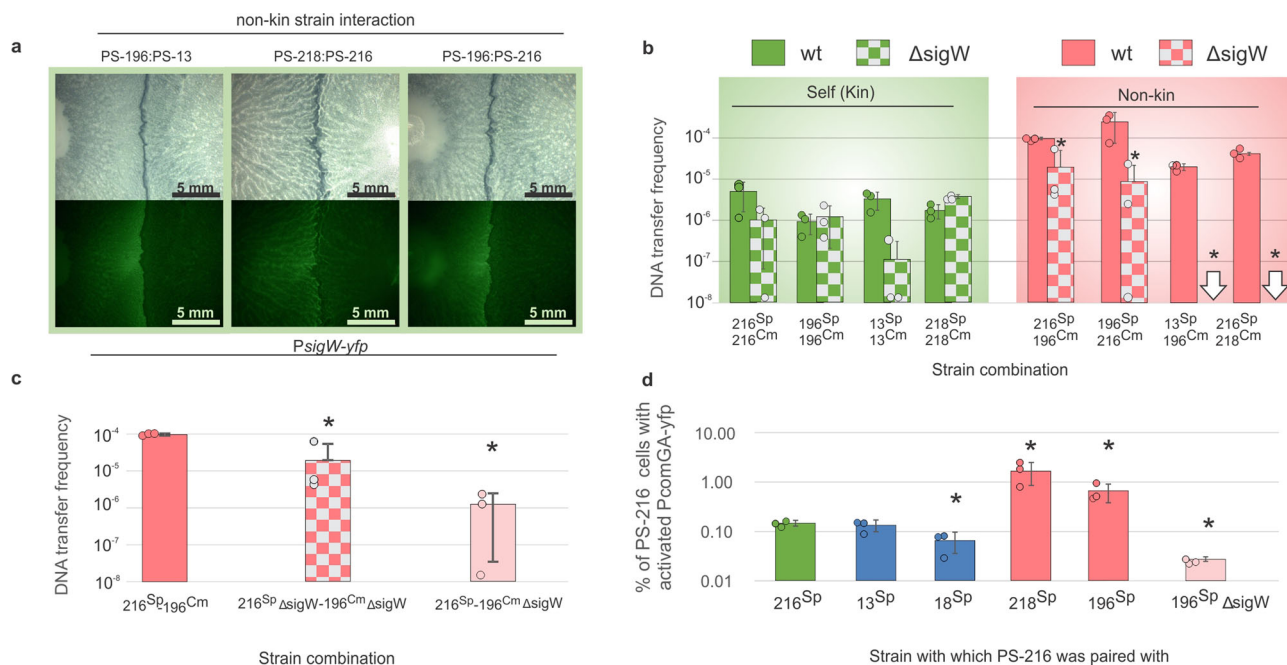 non-kin strain interaction
a
PS-196:PS-13 PS-218:PS-216 PS-196:PS-216
5 mm 5 mm 5 mm
5 mm 5 mm 5 mm
PsigW-yfp
b
wt ΔsigW wt ΔsigW
Self (Kin) Non-kin
DNA transfer frequency
10⁻⁴
10⁻⁵
10⁻⁶
10⁻⁷
10⁻⁸
* * * *
216Sp 196Sp 13Sp 218Sp 216Sp 196Sp 13Sp 216Sp
216Cm 196Cm 13Cm 218Cm 196Cm 216Cm 196Cm 218Cm
Strain combination
c
DNA transfer frequency
10⁻⁴
10⁻⁵
10⁻⁶
10⁻⁷
10⁻⁸
* *
216Sp-196Cm 216Sp ΔsigW-196Cm ΔsigW 216Sp-196Cm ΔsigW
Strain combination
d
% of PS-216 cells with
activated PcomGA-yfp
10.00
1.00
0.10
0.01
* * * *
216Sp 13Sp 18Sp 218Sp 196Sp 196Sp ΔsigW
Strain with which PS-216 was paired with